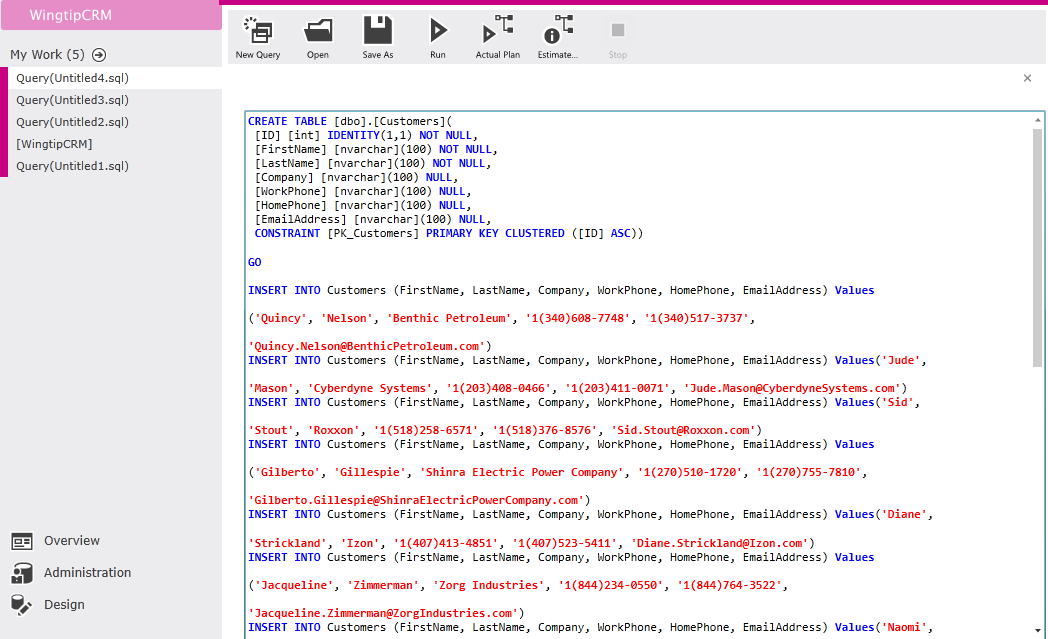 WingtipCRM
My Work (5)
Query(Untitled4.sql)
Query(Untitled3.sql)
Query(Untitled2.sql)
[WingtipCRM]
Query(Untitled1.sql)
Overview
Administration
Design
New Query
Open
Save As
Run
Actual Plan
Estimate...
Stop
CREATE TABLE [dbo].[Customers](
[ID] [int] IDENTITY(1,1) NOT NULL,
[FirstName] [nvarchar](100) NOT NULL,
[LastName] [nvarchar](100) NOT NULL,
[Company] [nvarchar](100) NULL,
[WorkPhone] [nvarchar](100) NULL,
[HomePhone] [nvarchar](100) NULL,
[EmailAddress] [nvarchar](100) NULL,
CONSTRAINT [PK_Customers] PRIMARY KEY CLUSTERED ([ID] ASC))
GO
INSERT INTO Customers (FirstName, LastName, Company, WorkPhone, HomePhone, EmailAddress) Values
('Quincy', 'Nelson', 'Benthic Petroleum', '1(340)608-7748', '1(340)517-3737',
'Quincy.Nelson@BenthicPetroleum.com')
INSERT INTO Customers (FirstName, LastName, Company, WorkPhone, HomePhone, EmailAddress) Values('Jude',
'Mason', 'Cyberdyne Systems', '1(203)408-0466', '1(203)411-0071', 'Jude.Mason@CyberdyneSystems.com')
INSERT INTO Customers (FirstName, LastName, Company, WorkPhone, HomePhone, EmailAddress) Values('Sid',
'Stout', 'Roxxon', '1(518)258-6571', '1(518)376-8576', 'Sid.Stout@Roxxon.com')
INSERT INTO Customers (FirstName, LastName, Company, WorkPhone, HomePhone, EmailAddress) Values
('Gilberto', 'Gillespie', 'Shinra Electric Power Company', '1(270)510-1720', '1(270)755-7810',
'Gilberto.Gillespie@ShinraElectricPowerCompany.com')
INSERT INTO Customers (FirstName, LastName, Company, WorkPhone, HomePhone, EmailAddress) Values('Diane',
'Strickland', 'Izon', '1(407)413-4851', '1(407)523-5411', 'Diane.Strickland@Izon.com')
INSERT INTO Customers (FirstName, LastName, Company, WorkPhone, HomePhone, EmailAddress) Values
('Jacqueline', 'Zimmerman', 'Zorg Industries', '1(844)234-0550', '1(844)764-3522',
'Jacqueline.Zimmerman@ZorgIndustries.com')
INSERT INTO Customers (FirstName, LastName, Company, WorkPhone, HomePhone, EmailAddress) Values('Naomi',